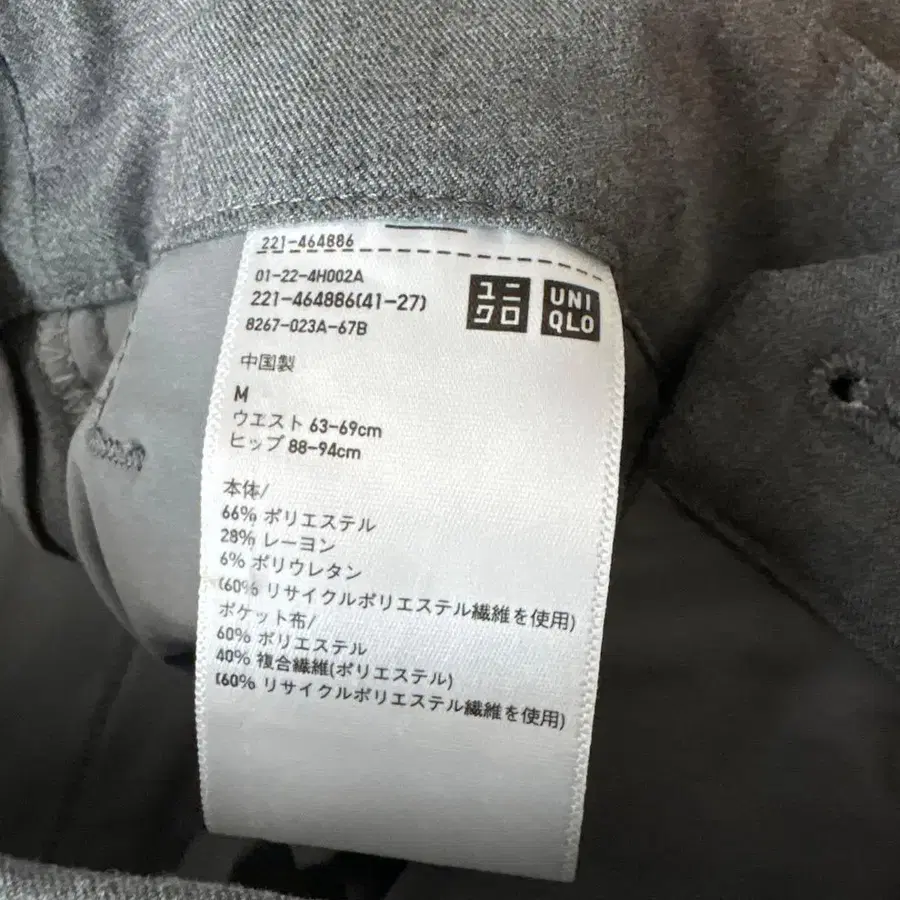 221-464886
01-22-4H002A
221-464886(41-27)
8267-023A-67B
ユニクロ
UNIQLO
中国製
M
ウエスト 63-69cm
ヒップ 88-94cm
本体/
66% ポリエステル
28% レーヨン
6% ポリウレタン
(60% リサイクルポリエステル繊維を使用)
ポケット布/
60% ポリエステル
40% 複合繊維(ポリエステル)
(60% リサイクルポリエステル繊維を使用)